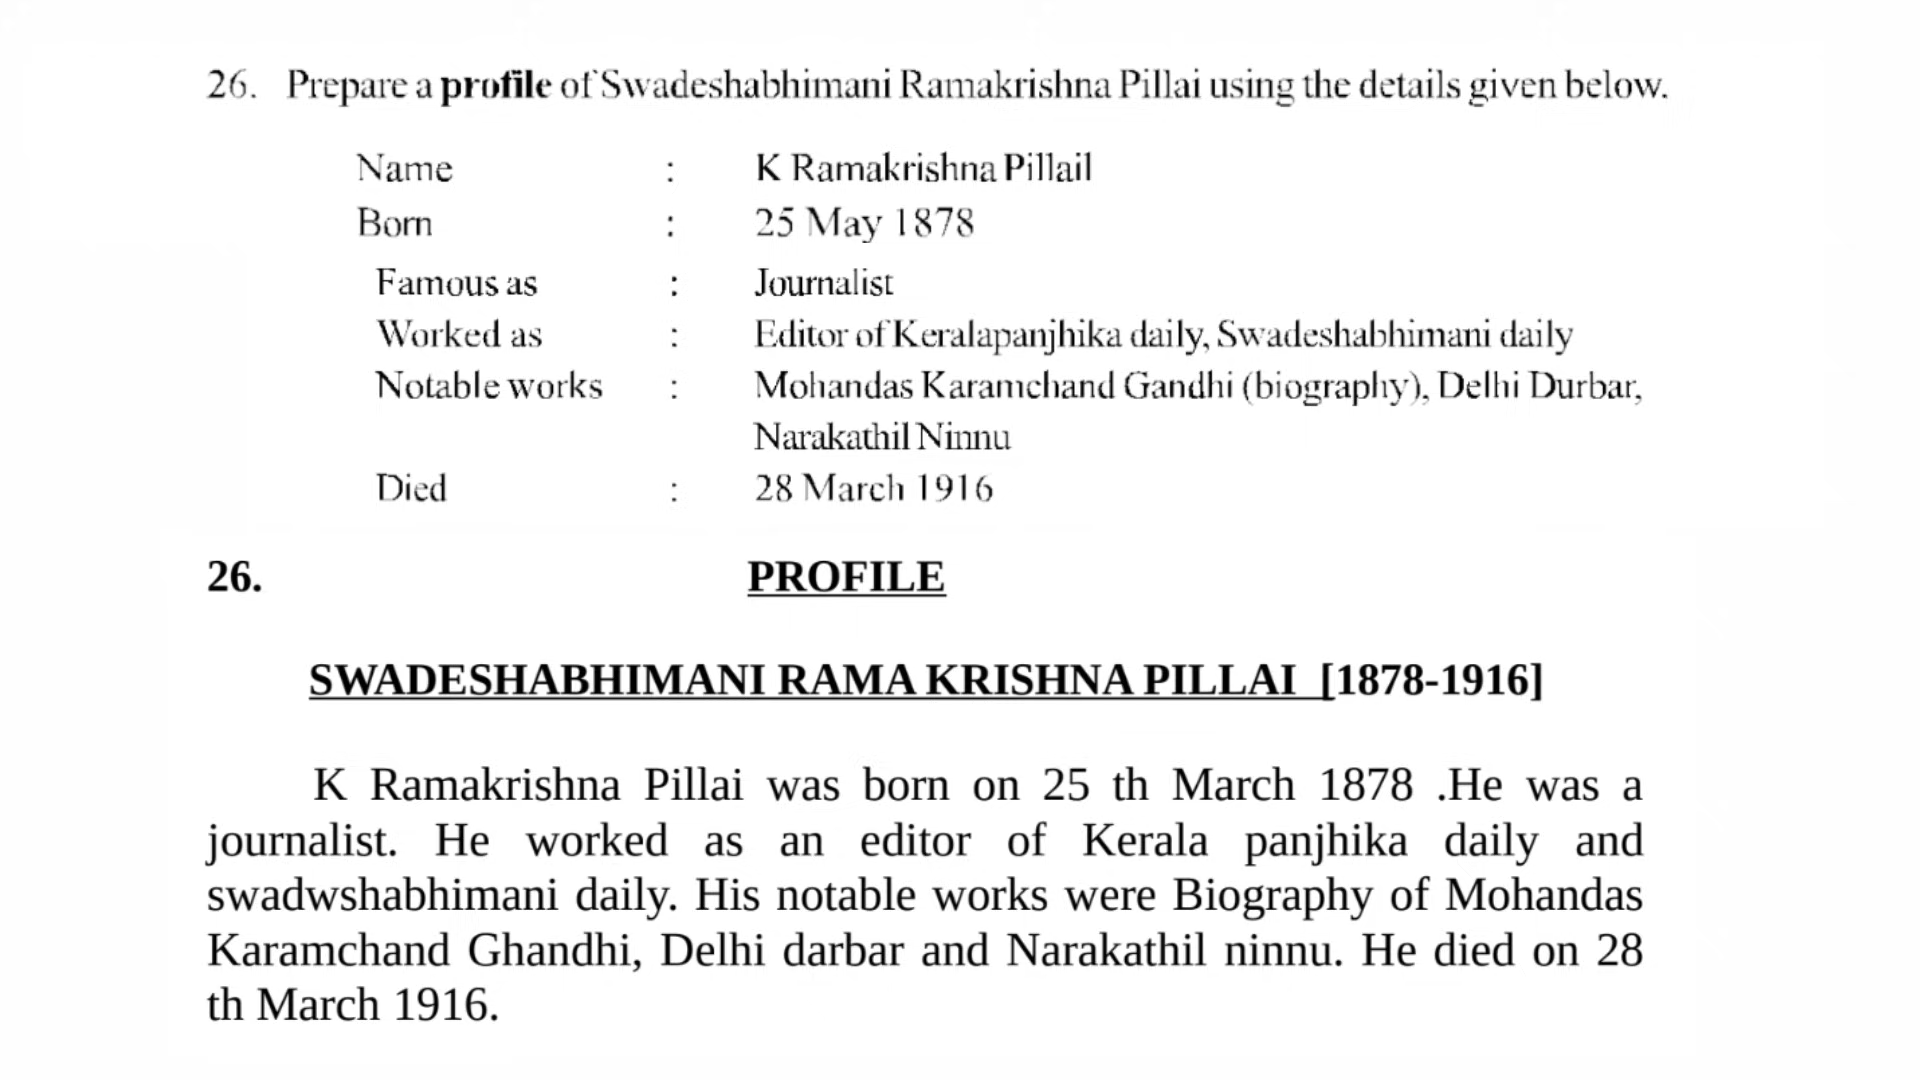 26. Prepare a profile of Swadeshabhimani Ramakrishna Pillai using the details given below.
Name : K Ramakrishna Pillail
Born : 25 May 1878
Famous as : Journalist
Worked as : Editor of Keralapanjhika daily, Swadeshabhimani daily
Notable works : Mohandas Karamchand Gandhi (biography), Delhi Durbar,
Narakathil Ninnu
Died : 28 March 1916
26. PROFILE
SWADESHABHIMANI RAMA KRISHNA PILLAI [1878-1916]
K Ramakrishna Pillai was born on 25 th March 1878 .He was a
journalist. He worked as an editor of Kerala panjhika daily and
swadwshabhimani daily. His notable works were Biography of Mohandas
Karamchand Ghandhi, Delhi darbar and Narakathil ninnu. He died on 28
th March 1916.